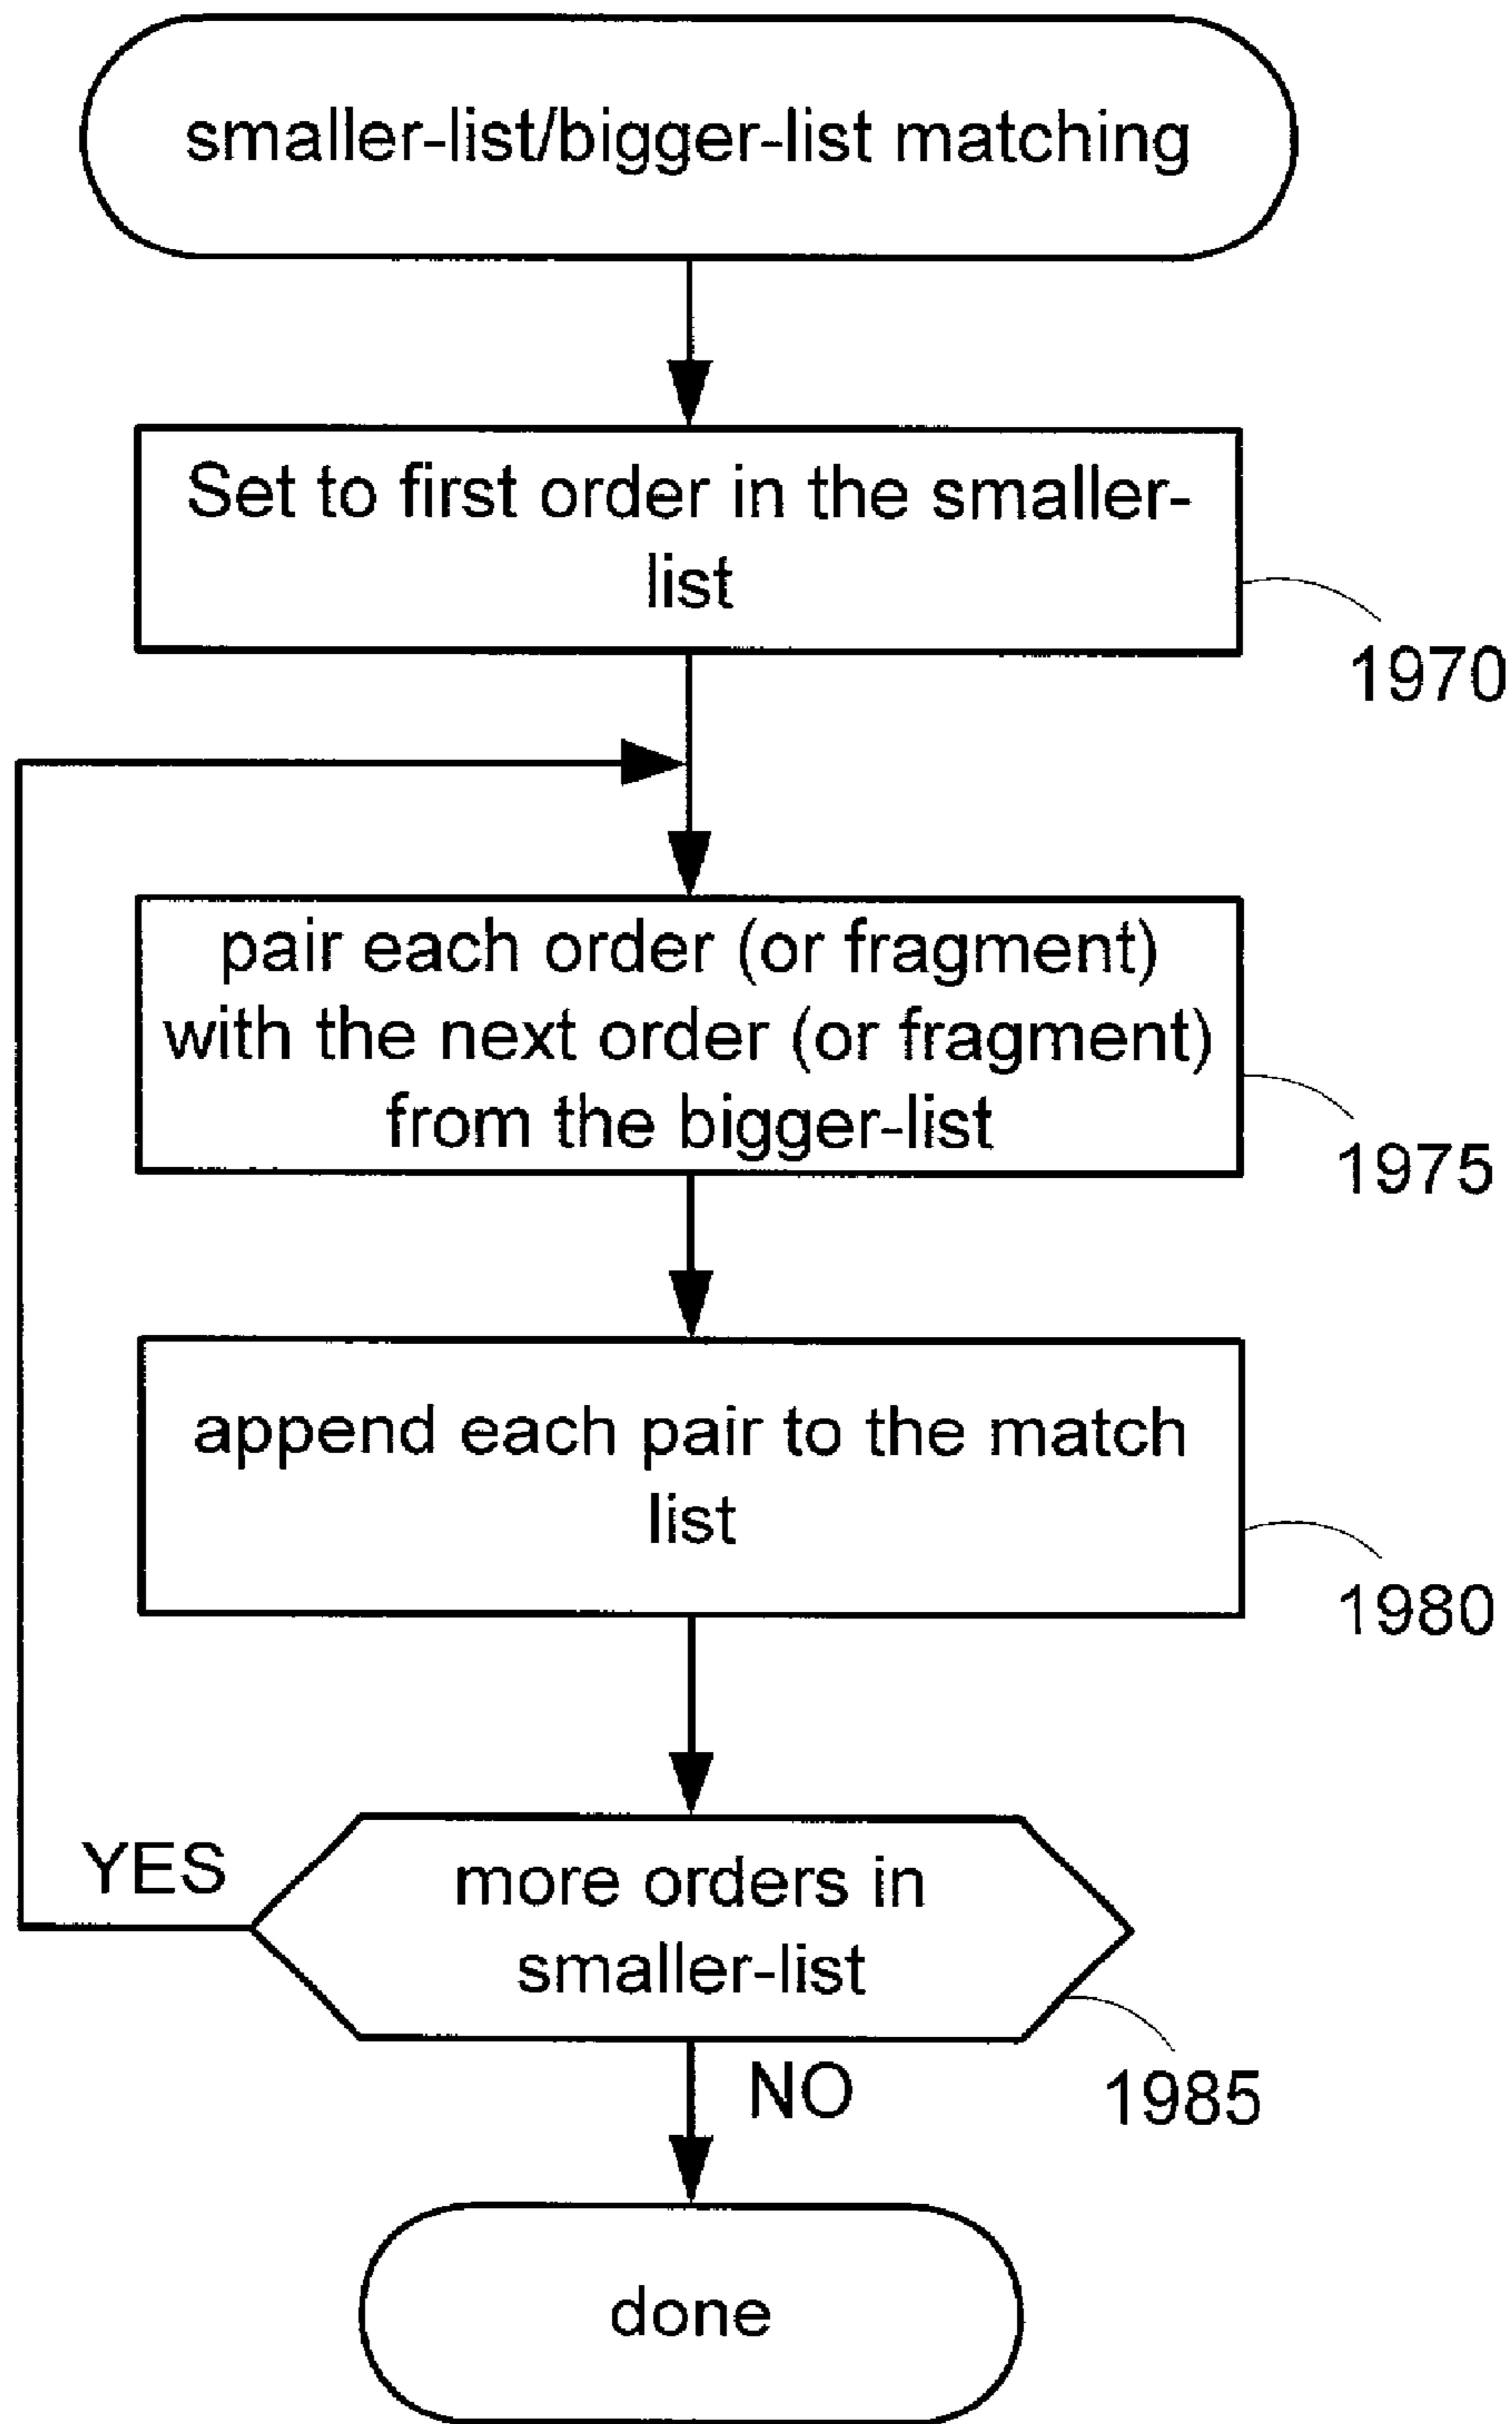 smaller-list/bigger-list matching
Set to first order in the smaller-
list
1970
pair each order (or fragment)
with the next order (or fragment)
from the bigger-list
1975
append each pair to the match
list
1980
YES
more orders in
smaller-list
1985
NO
done